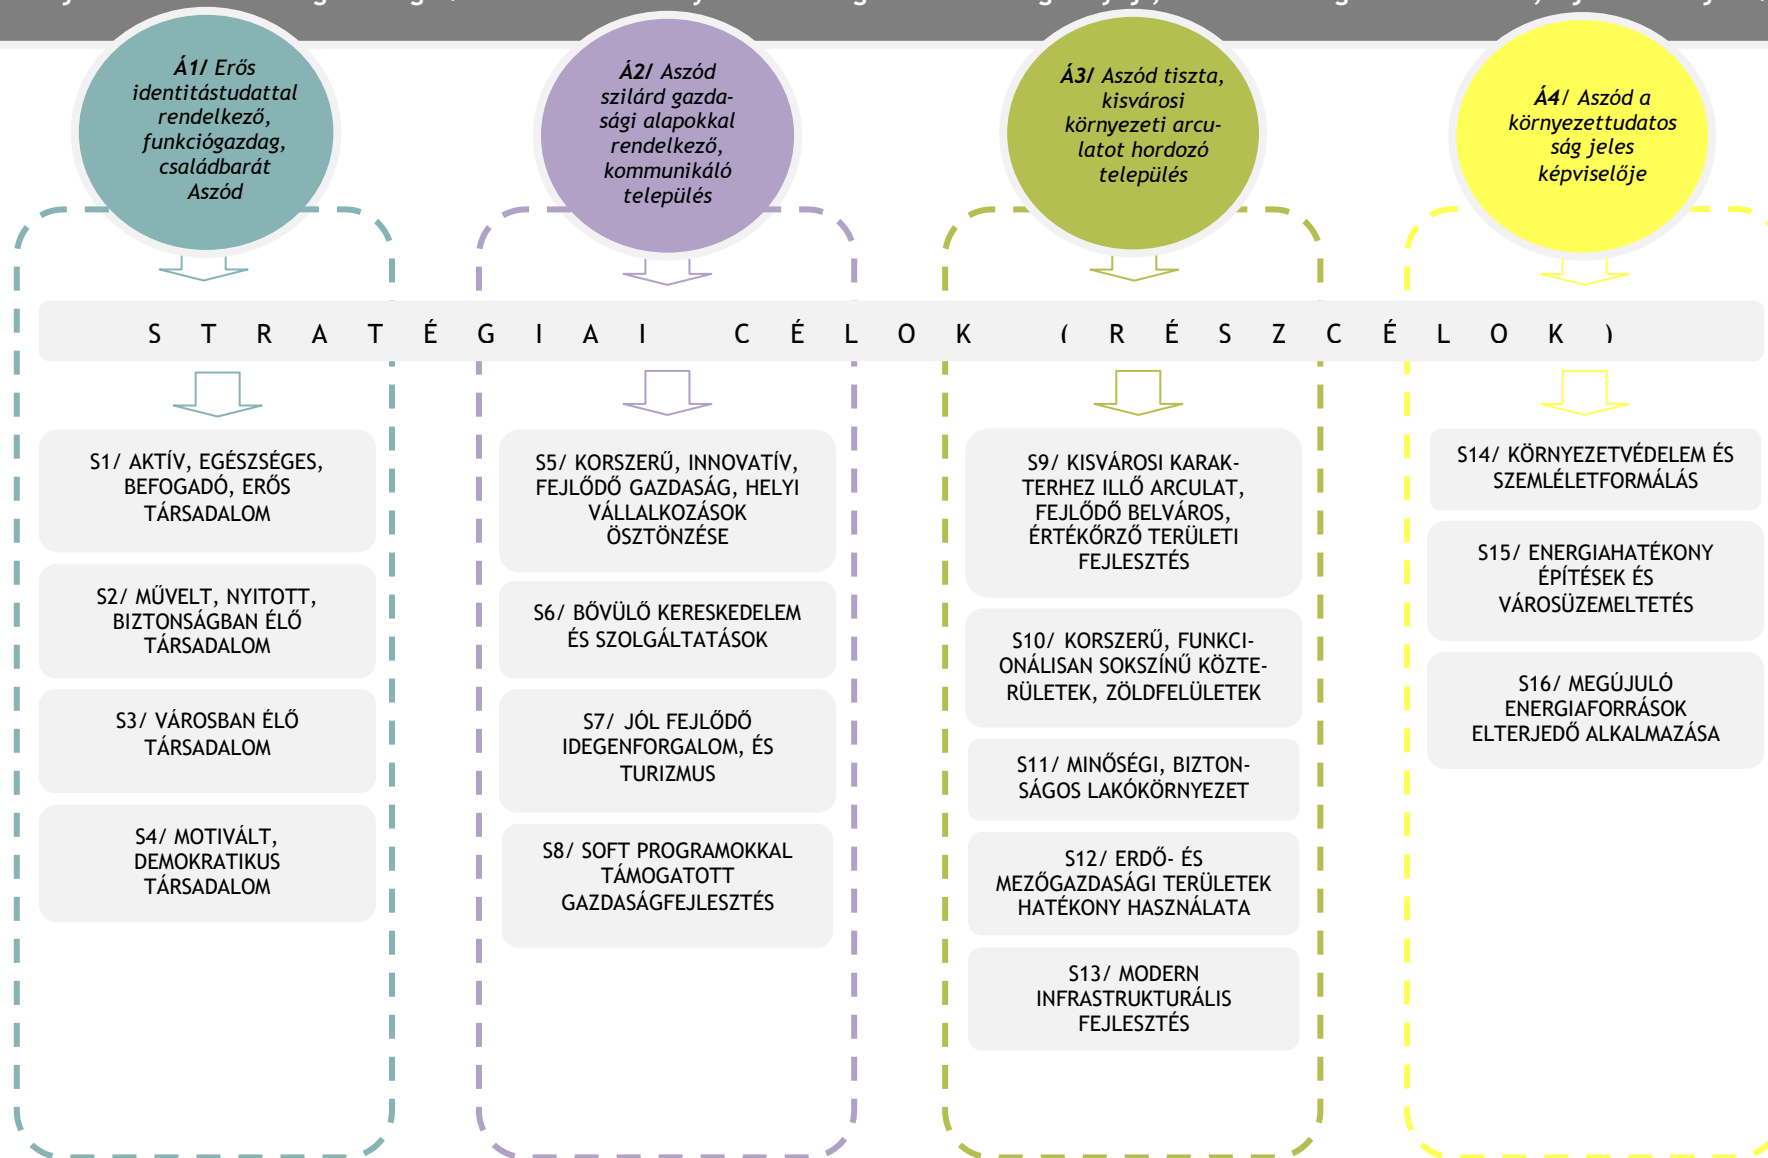 Á1/ Erős
identitástudattal
rendelkező,
funkciógazdag,
családbarát
Aszód
Á2/ Aszód
szilárd gazda-
sági alapokkal
rendelkező,
kommunikáló
település
Á3/ Aszód tiszta,
kisvárosi
környezeti arcu-
latot hordozó
település
Á4/ Aszód a
környezettudatos
ság jeles
képviselője
STRATÉGIAI CÉLOK (RÉSZCÉLOK)
S1/ AKTÍV, EGÉSZSÉGES,
BEFOGADÓ, ERŐS
TÁRSADALOM
S2/ MŰVELT, NYITOTT,
BIZTONSÁGBAN ÉLŐ
TÁRSADALOM
S3/ VÁROSBAN ÉLŐ
TÁRSADALOM
S4/ MOTIVÁLT,
DEMOKRATIKUS
TÁRSADALOM
S5/ KORSZERŰ, INNOVATÍV,
FEJLŐDŐ GAZDASÁG, HELYI
VÁLLALKOZÁSOK
ÖSZTÖNZÉSE
S6/ BŐVÜLŐ KERESKEDELEM
ÉS SZOLGÁLTATÁSOK
S7/ JÓL FEJLŐDŐ
IDEGENFORGALOM, ÉS
TURIZMUS
S8/ SOFT PROGRAMOKKAL
TÁMOGATOTT
GAZDASÁGFEJLESZTÉS
S9/ KISVÁROSI KARAK-
TERHEZ ILLŐ ARCULAT,
FEJLŐDŐ BELVÁROS,
ÉRTÉKŐRZŐ TERÜLETI
FEJLESZTÉS
S10/ KORSZERŰ, FUNKCI-
ONÁLISAN SOKSZÍNŰ KÖZTE-
RÜLETEK, ZÖLDFELÜLETEK
S11/ MINŐSÉGI, BIZTON-
SÁGOS LAKÓKÖRNYEZET
S12/ ERDŐ- ÉS
MEZŐGAZDASÁGI TERÜLETEK
HATÉKONY HASZNÁLATA
S13/ MODERN
INFRASTRUKTURÁLIS
FEJLESZTÉS
S14/ KÖRNYEZETVÉDELEM ÉS
SZEMLÉLETFORMÁLÁS
S15/ ENERGIAHATÉKONY
ÉPÍTÉSEK ÉS
VÁROSÜZEMELTETÉS
S16/ MEGÚJULÓ
ENERGIAFORRÁSOK
ELTERJEDŐ ALKALMAZÁSA